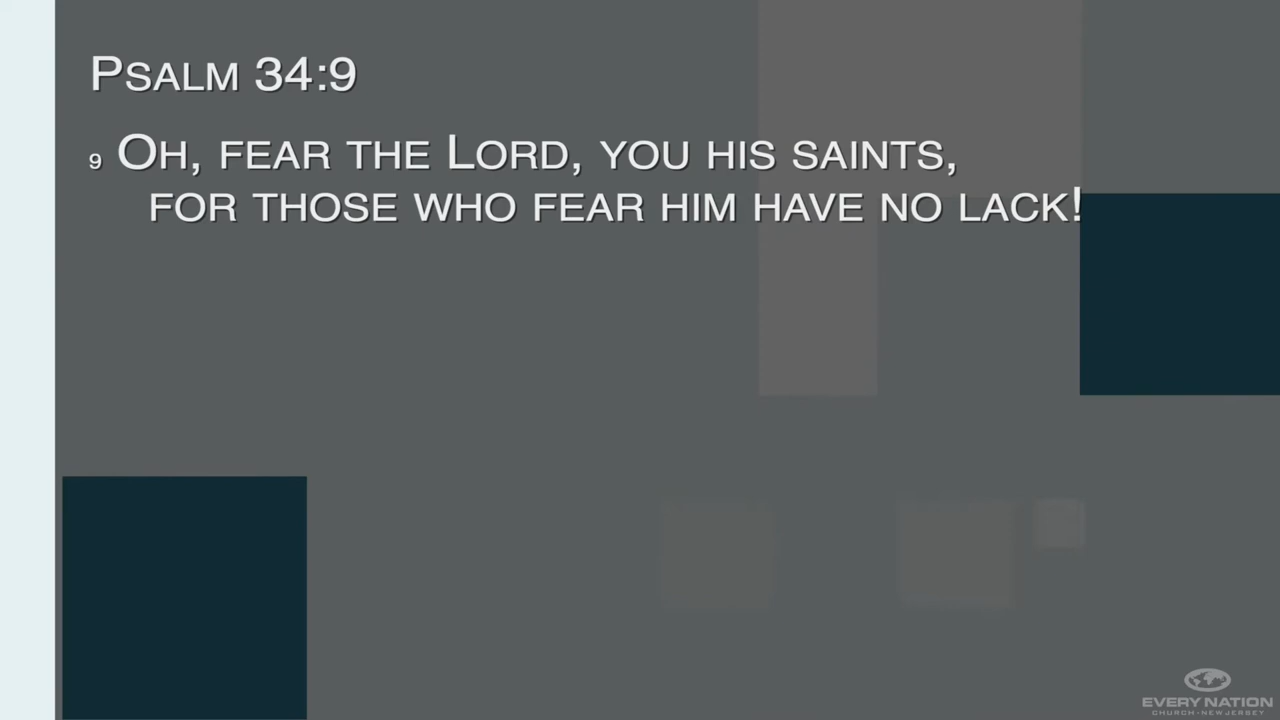 Psalm 34:9
9 Oh, fear the Lord, you his saints,
for those who fear him have no lack!
EVERY NATION
CHURCH • NEW JERSEY